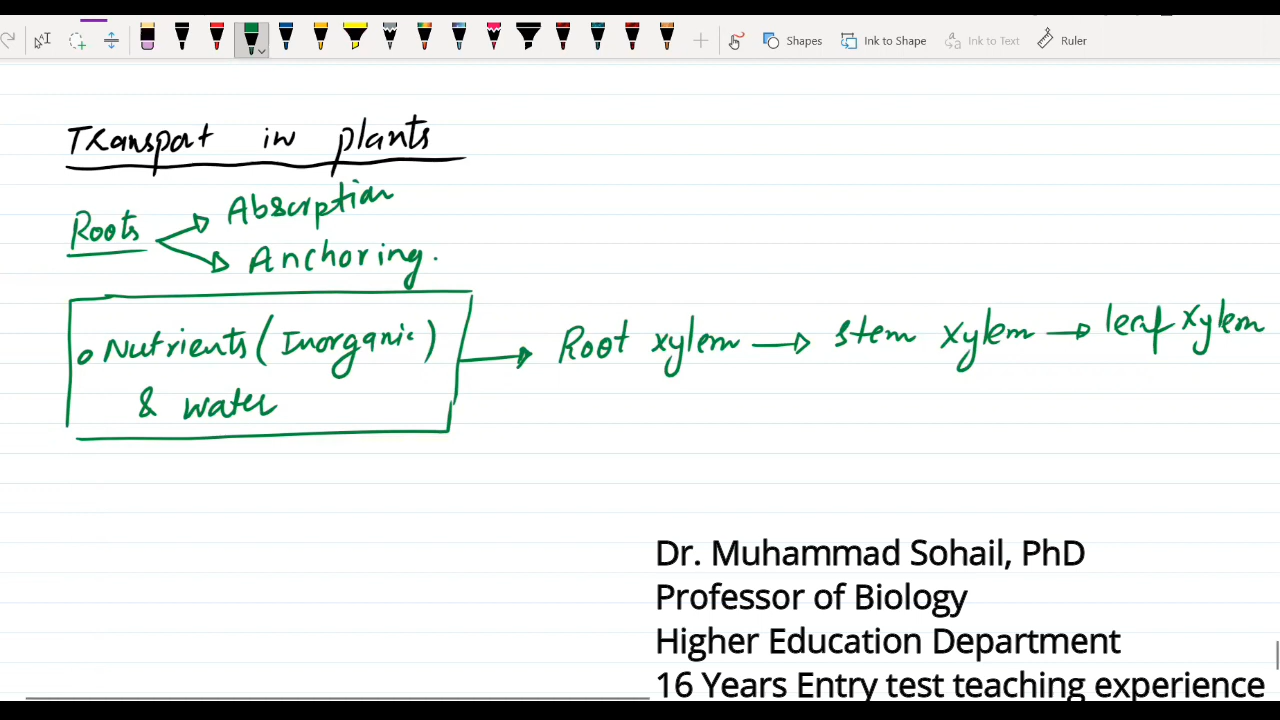 Shapes
Ink to Shape
Ink to Text
Ruler
Transport in plants
Roots
Absorption
Anchoring.
Nutrients (Inorganic)
& water
Root xylem → stem xylem → leaf xylem
Dr. Muhammad Sohail, PhD
Professor of Biology
Higher Education Department
16 Years Entry test teaching experience